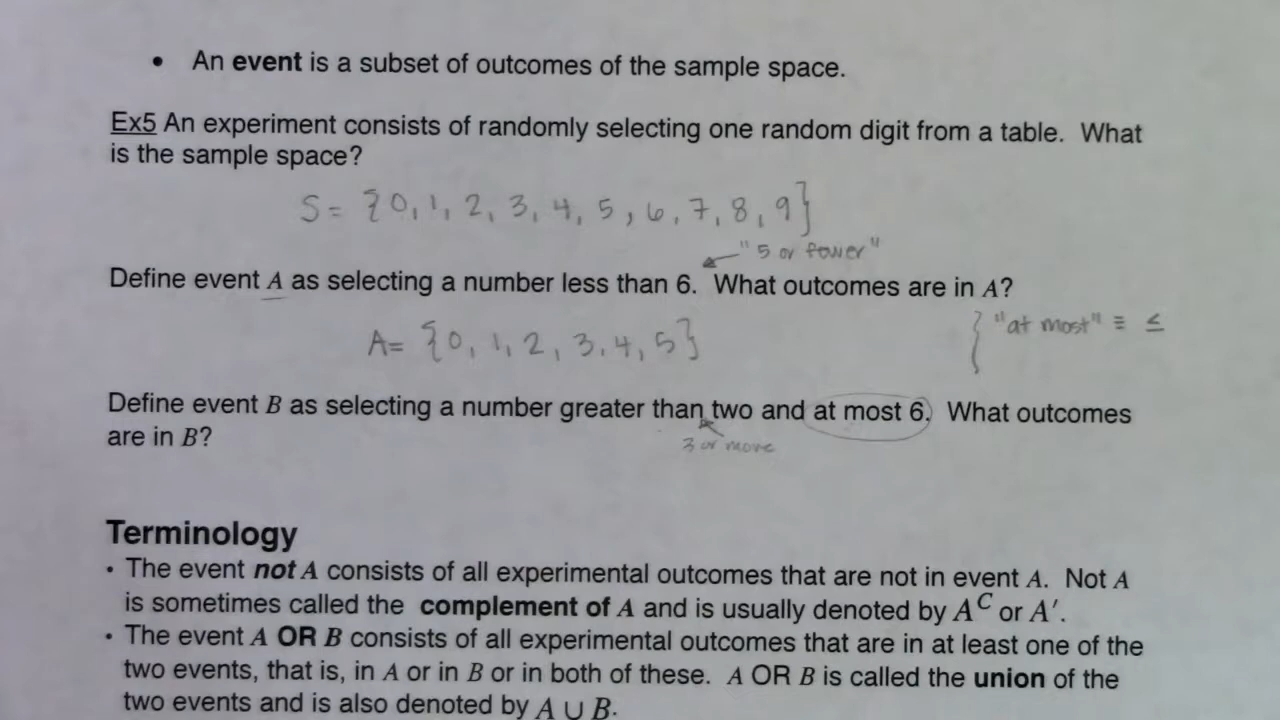 • An event is a subset of outcomes of the sample space.
Ex5 An experiment consists of randomly selecting one random digit from a table. What
is the sample space?
S = {0, 1, 2, 3, 4, 5, 6, 7, 8, 9}
"5 or fewer"
Define event A as selecting a number less than 6. What outcomes are in A?
"at most" ≡ ≤
A = {0, 1, 2, 3, 4, 5}
Define event B as selecting a number greater than two and at most 6. What outcomes
are in B?
3 or more
Terminology
• The event not A consists of all experimental outcomes that are not in event A. Not A
is sometimes called the complement of A and is usually denoted by A^C or A′.
• The event A OR B consists of all experimental outcomes that are in at least one of the
two events, that is, in A or in B or in both of these. A OR B is called the union of the
two events and is also denoted by A ∪ B.